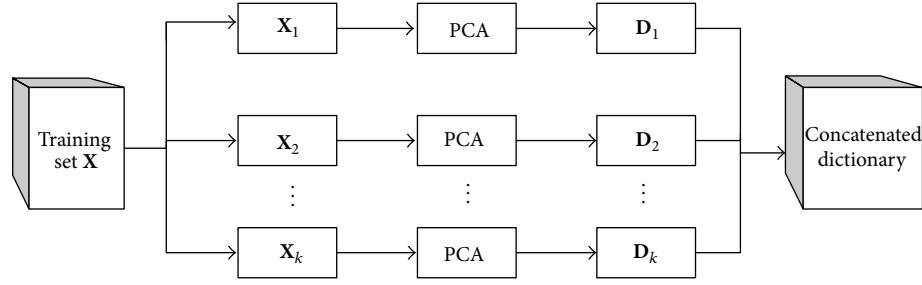 X1
PCA
D1
Training
set X
X2
PCA
D2
Concatenated
dictionary
⋮
⋮
⋮
Xk
PCA
Dk